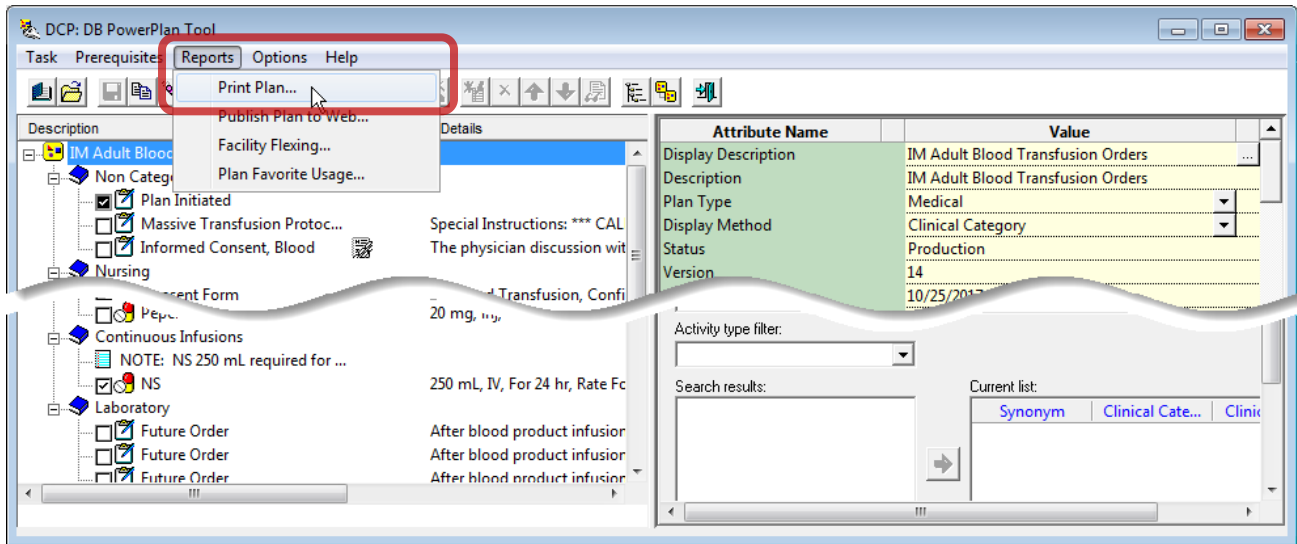 DCP: DB PowerPlan Tool
Task Prerequisites Reports Options Help
Print Plan...
Publish Plan to Web...
Facility Flexing...
Plan Favorite Usage...
Description Details
IM Adult Blood
Non Categ
Plan Initiated
Massive Transfusion Protoc... Special Instructions: *** CAL
Informed Consent, Blood The physician discussion wit
Nursing
sent Form Transfusion, Confi
20 mg,
Continuous Infusions
NOTE: NS 250 mL required for ...
NS 250 mL, IV, For 24 hr, Rate Fo
Laboratory
Future Order After blood product infusion
Future Order After blood product infusion
Future Order After blood product infusion
Attribute Name Value
Display Description IM Adult Blood Transfusion Orders ...
Description IM Adult Blood Transfusion Orders
Plan Type Medical
Display Method Clinical Category
Status Production
Version 14
10/25/2017
Activity type filter:
Search results: Current list:
Synonym Clinical Cate... Clinic